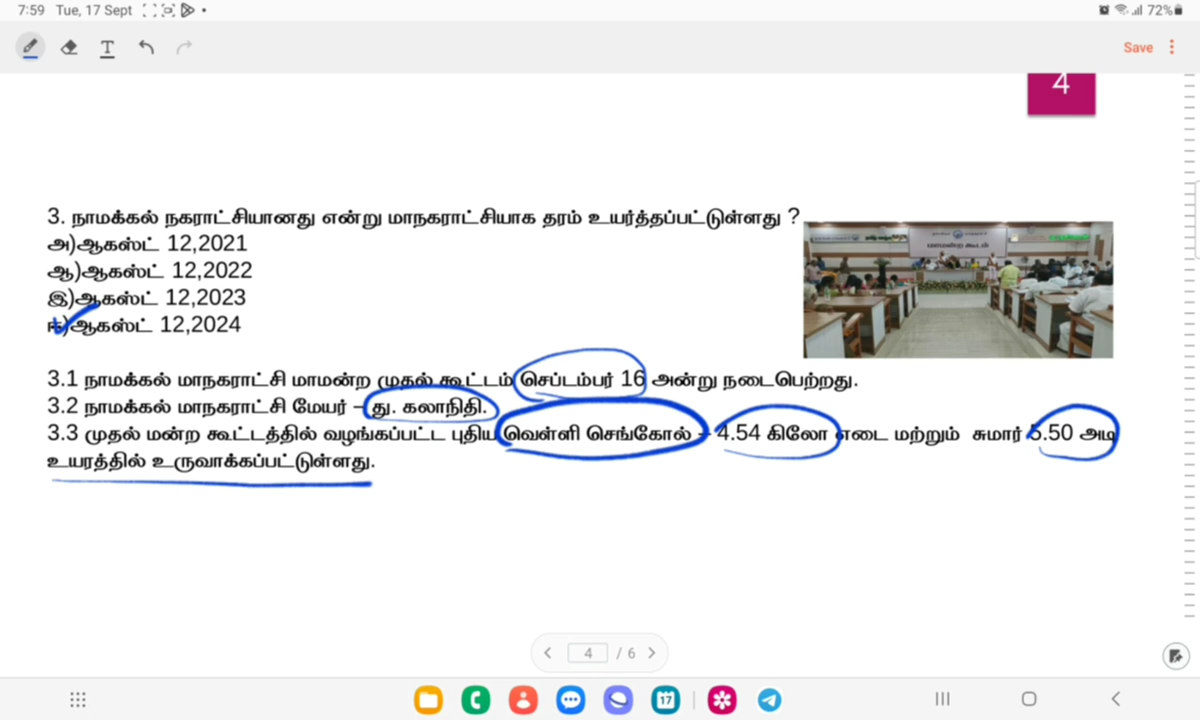 7:59 Tue, 17 Sept
72%
T
Save
4
3. நாமக்கல் நகராட்சியானது என்று மாநகராட்சியாக தரம் உயர்த்தப்பட்டுள்ளது ?
அ)ஆகஸ்ட் 12,2021
ஆ)ஆகஸ்ட் 12,2022
இ)ஆகஸ்ட் 12,2023
ஈ)ஆகஸ்ட் 12,2024
மாமன்ற கூடம்
3.1 நாமக்கல் மாநகராட்சி மாமன்ற முதல் கூட்டம் செப்டம்பர் 16 அன்று நடைபெற்றது.
3.2 நாமக்கல் மாநகராட்சி மேயர் – து. கலாநிதி.
3.3 முதல் மன்ற கூட்டத்தில் வழங்கப்பட்ட புதிய வெள்ளி செங்கோல் – 4.54 கிலோ எடை மற்றும் சுமார் 5.50 அடி
உயரத்தில் உருவாக்கப்பட்டுள்ளது.
4 / 6
17